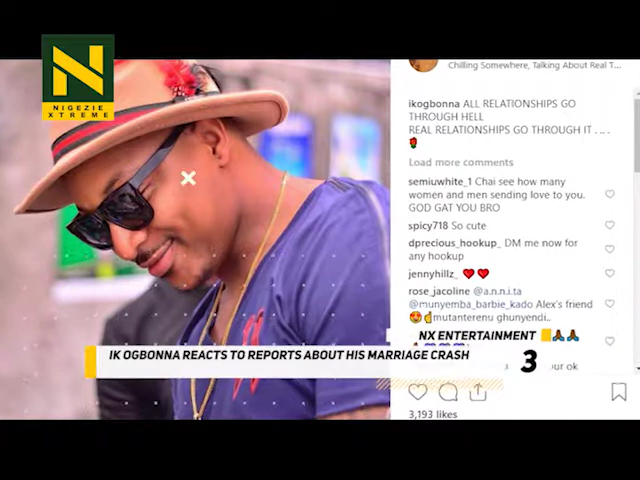 N
NIGEZIE
XTREME
Chilling Somewhere, Talking About Real T...
ikogbonna ALL RELATIONSHIPS GO
THROUGH HELL
REAL RELATIONSHIPS GO THROUGH IT . .. .
Load more comments
semiuwhite_1 Chai see how many
women and men sending love to you.
GOD GAT YOU BRO
spicy718 So cute
dprecious_hookup_ DM me now for
any hookup
jennyhillz_ ❤️❤️
rose_jacoline @a.n.n.i.t.a
@munyemba_barbie_kado Alex's friend
😍☝️mutanterenu ghunyendi..
NX ENTERTAINMENT
IK OGBONNA REACTS TO REPORTS ABOUT HIS MARRIAGE CRASH
3
ok
3,193 likes